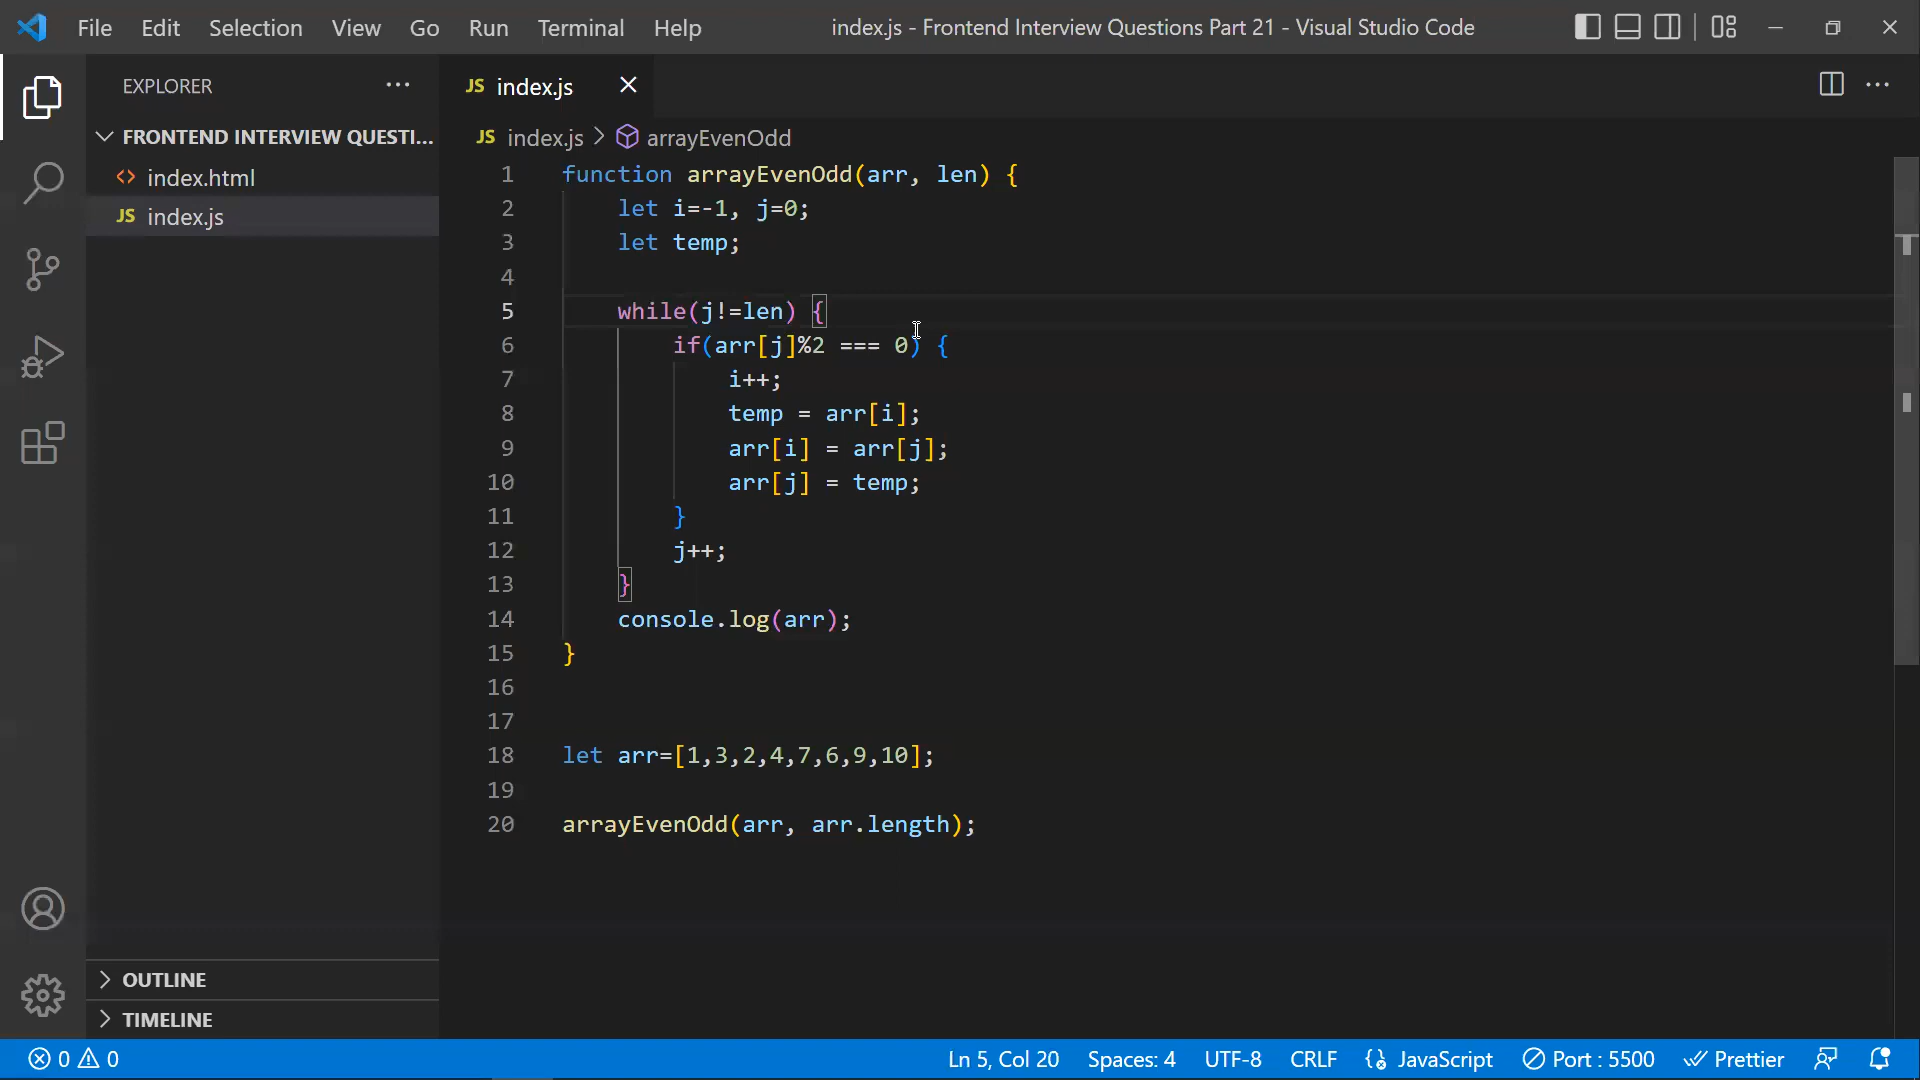 File Edit Selection View Go Run Terminal Help index.js - Frontend Interview Questions Part 21 - Visual Studio Code
EXPLORER
FRONTEND INTERVIEW QUESTI...
index.html
JS index.js
JS index.js
JS index.js > arrayEvenOdd
1 function arrayEvenOdd(arr, len) {
2     let i=-1, j=0;
3     let temp;
4
5     while(j!=len) {
6         if(arr[j]%2 === 0) {
7             i++;
8             temp = arr[i];
9             arr[i] = arr[j];
10             arr[j] = temp;
11         }
12         j++;
13     }
14     console.log(arr);
15 }
16
17
18 let arr=[1,3,2,4,7,6,9,10];
19
20 arrayEvenOdd(arr, arr.length);
OUTLINE
TIMELINE
0 0 Ln 5, Col 20 Spaces: 4 UTF-8 CRLF JavaScript Port : 5500 Prettier